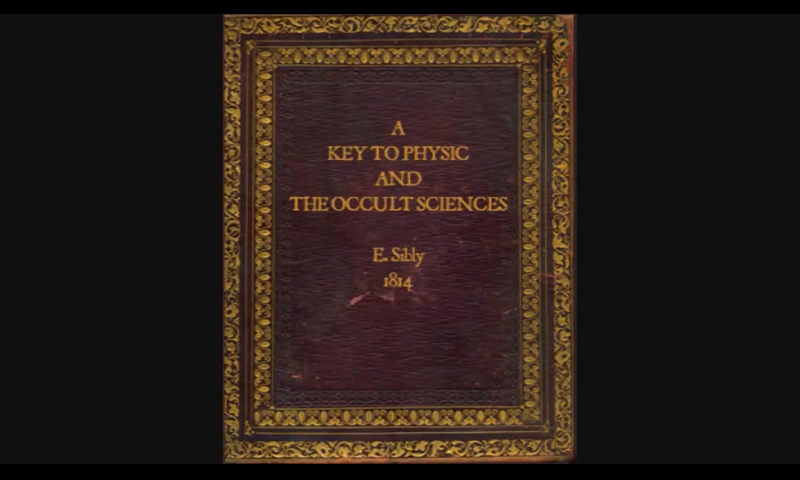 A
KEY TO PHYSIC
AND
THE OCCULT SCIENCES
E. Sibly
1814